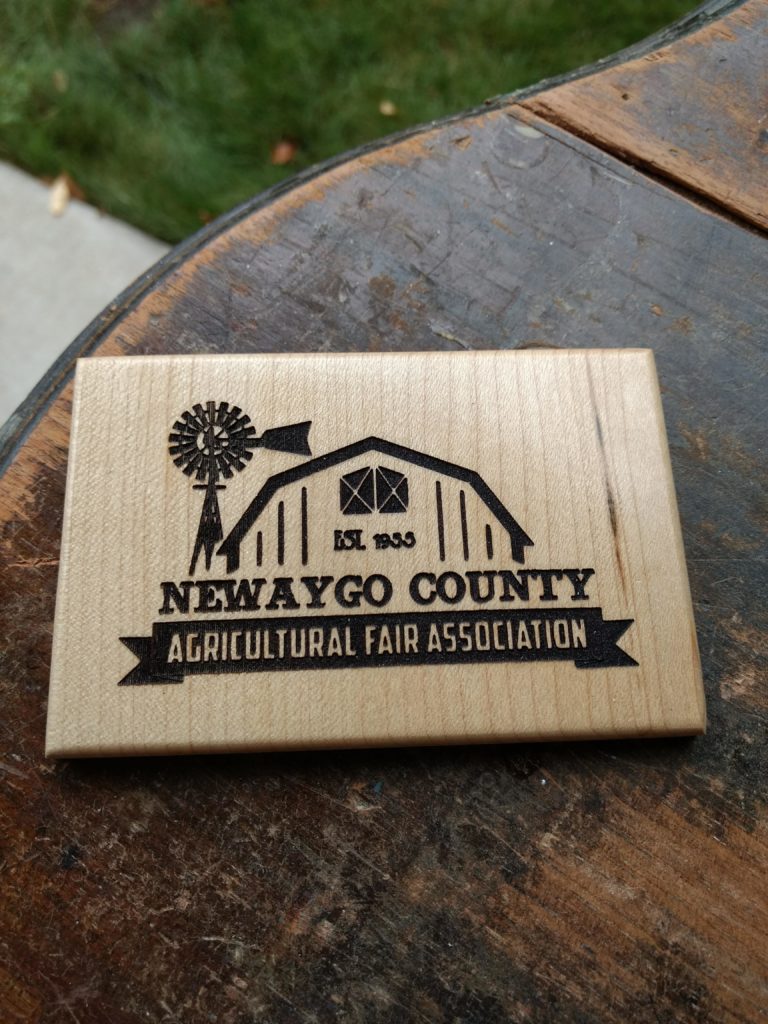 EST. 1955
NEWAYGO COUNTY
AGRICULTURAL FAIR ASSOCIATION